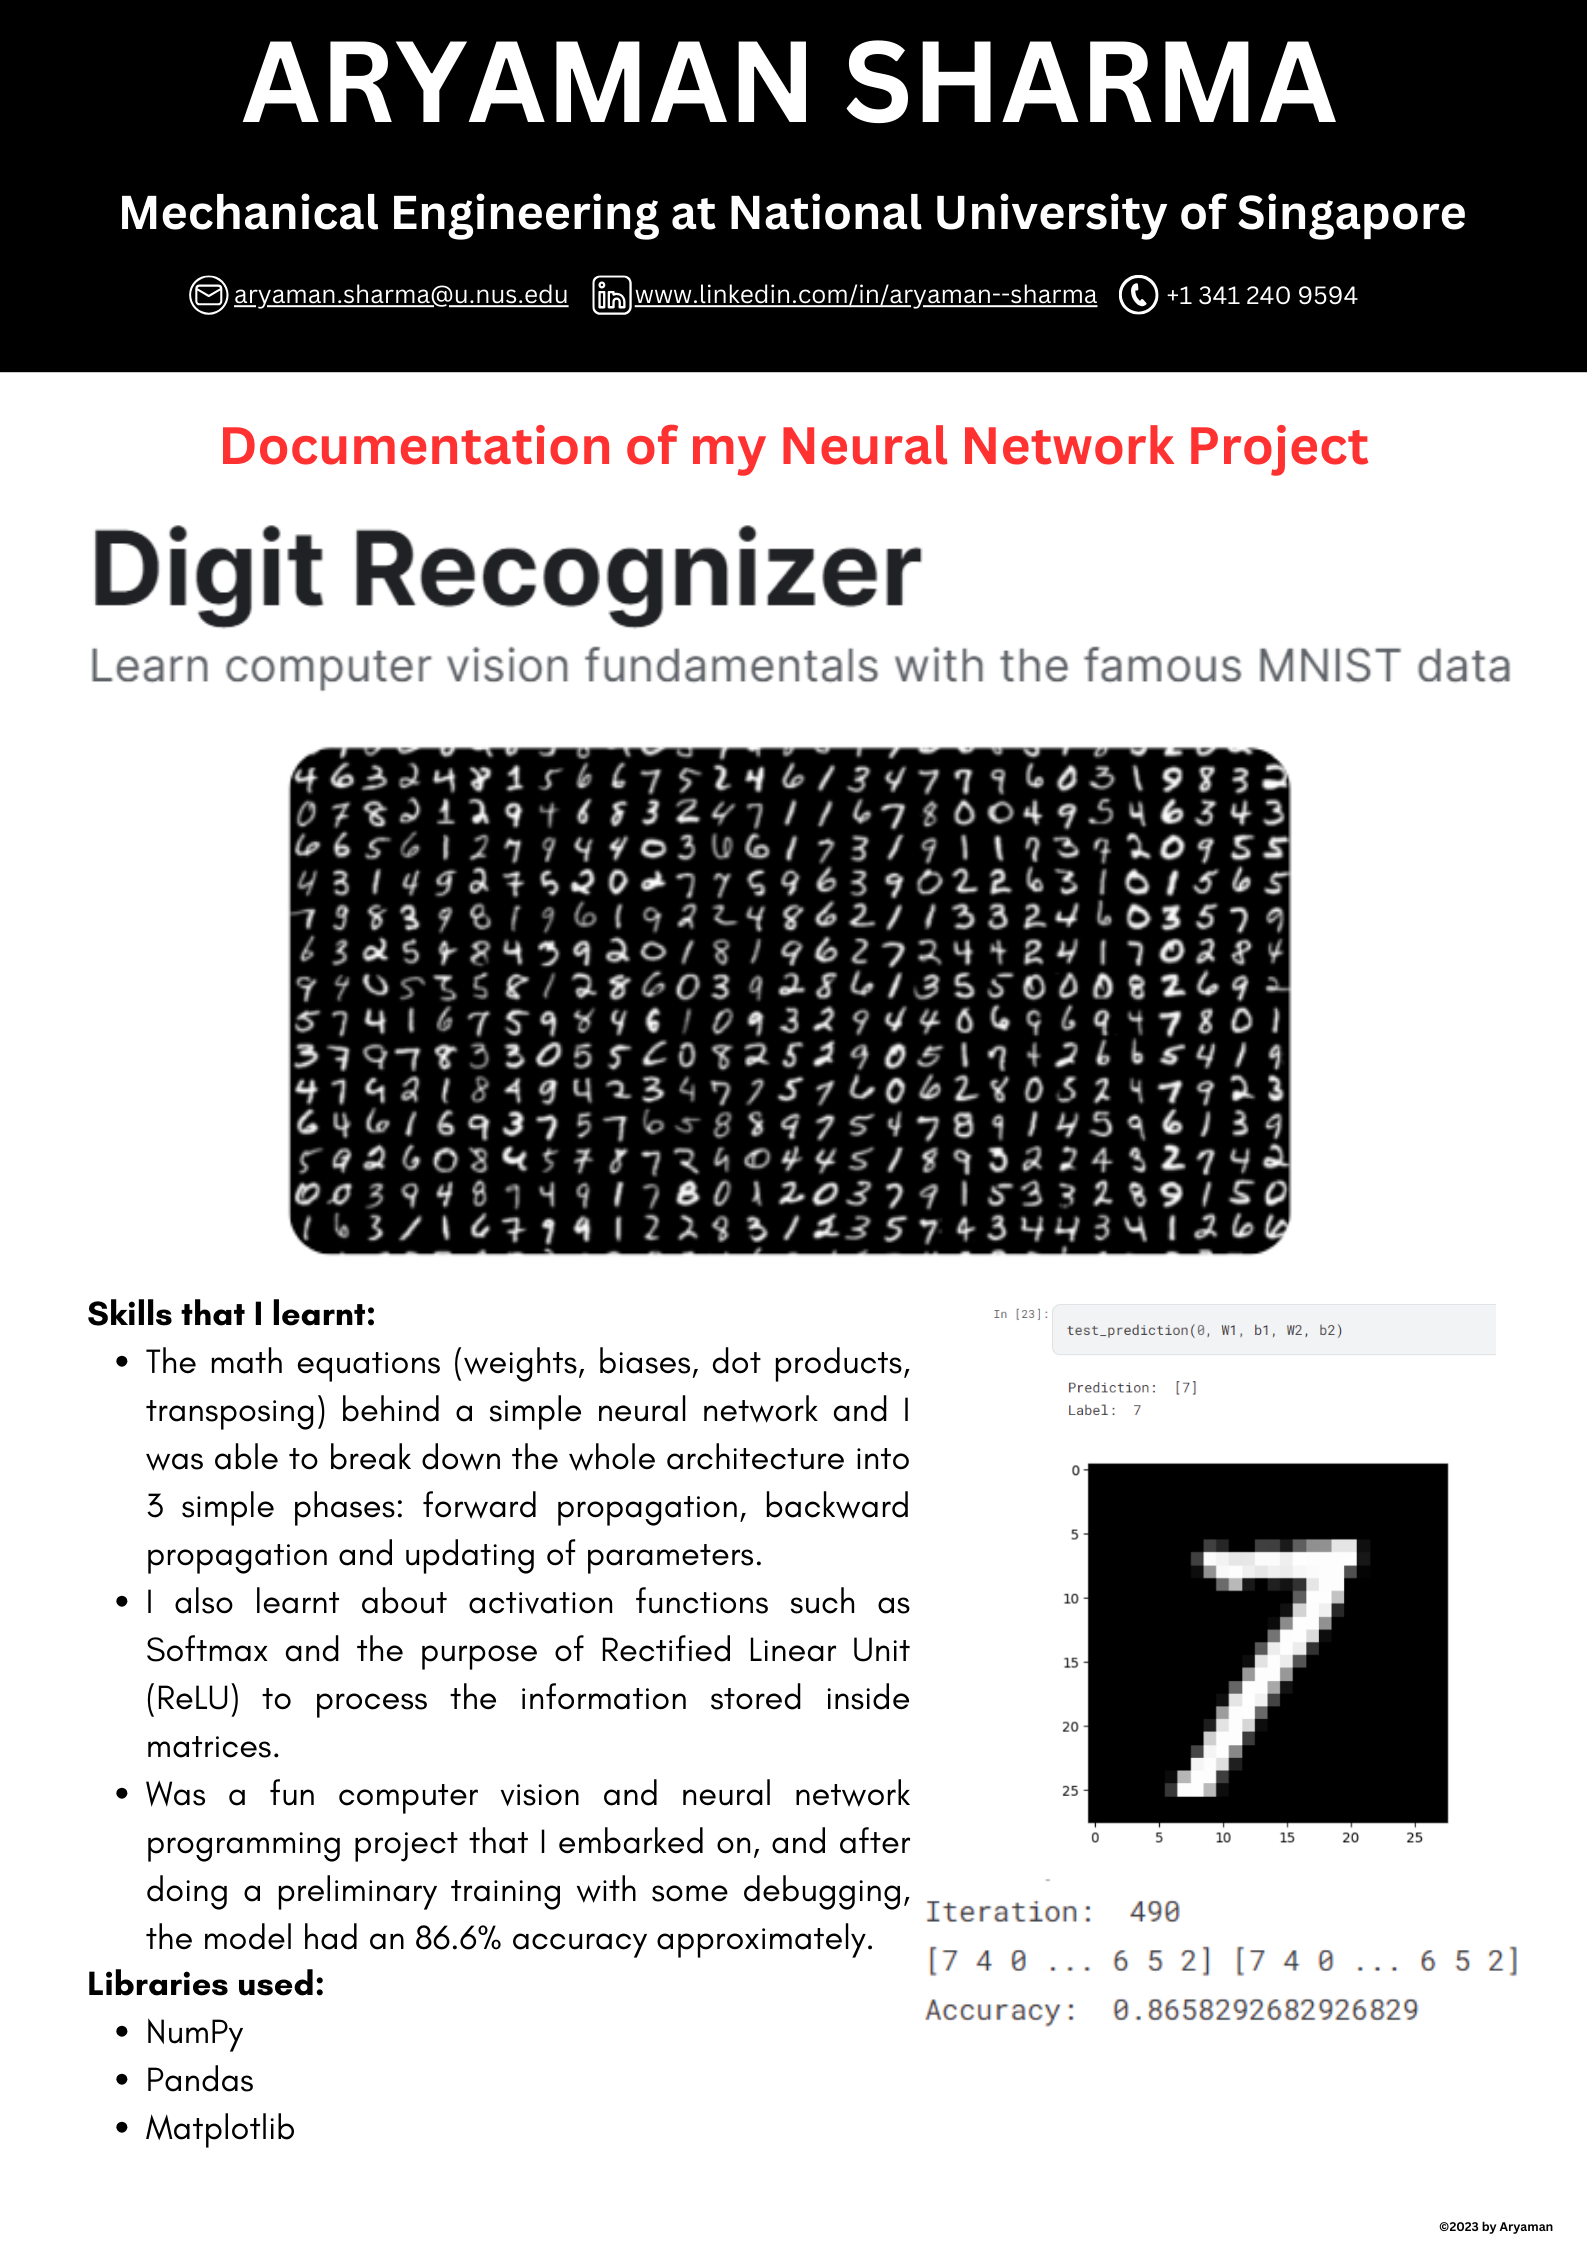 ARYAMAN SHARMA
Mechanical Engineering at National University of Singapore
aryaman.sharma@u.nus.edu www.linkedin.com/in/aryaman--sharma +1 341 240 9594
Documentation of my Neural Network Project
Digit Recognizer
Learn computer vision fundamentals with the famous MNIST data
Skills that I learnt:
• The math equations (weights, biases, dot products,
transposing) behind a simple neural network and I
was able to break down the whole architecture into
3 simple phases: forward propagation, backward
propagation and updating of parameters.
• I also learnt about activation functions such as
Softmax and the purpose of Rectified Linear Unit
(ReLU) to process the information stored inside
matrices.
• Was a fun computer vision and neural network
programming project that I embarked on, and after
doing a preliminary training with some debugging,
the model had an 86.6% accuracy approximately.
Libraries used:
• NumPy
• Pandas
• Matplotlib
In [23]:
test_prediction(0, W1, b1, W2, b2)
Prediction: [7]
Label: 7
0
5
10
15
20
25
0 5 10 15 20 25
Iteration: 490
[7 4 0 ... 6 5 2] [7 4 0 ... 6 5 2]
Accuracy: 0.8658292682926829
©2023 by Aryaman